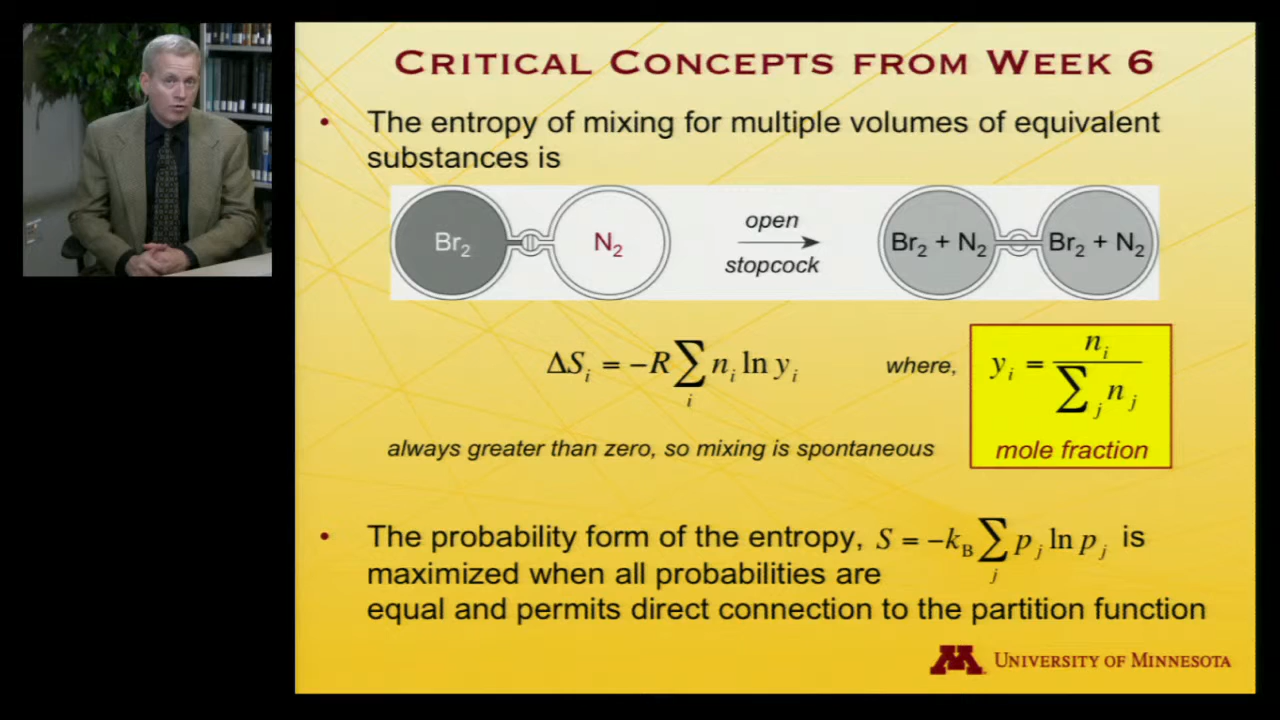 CRITICAL CONCEPTS FROM WEEK 6
• The entropy of mixing for multiple volumes of equivalent
substances is
Br₂ N₂ open Br₂ + N₂ Br₂ + N₂
stopcock
ΔSᵢ = −R ∑ᵢ nᵢ ln yᵢ where, yᵢ = nᵢ / ∑ⱼ nⱼ
always greater than zero, so mixing is spontaneous mole fraction
• The probability form of the entropy, S = −k_B ∑ⱼ pⱼ ln pⱼ is
maximized when all probabilities are
equal and permits direct connection to the partition function
M UNIVERSITY OF MINNESOTA